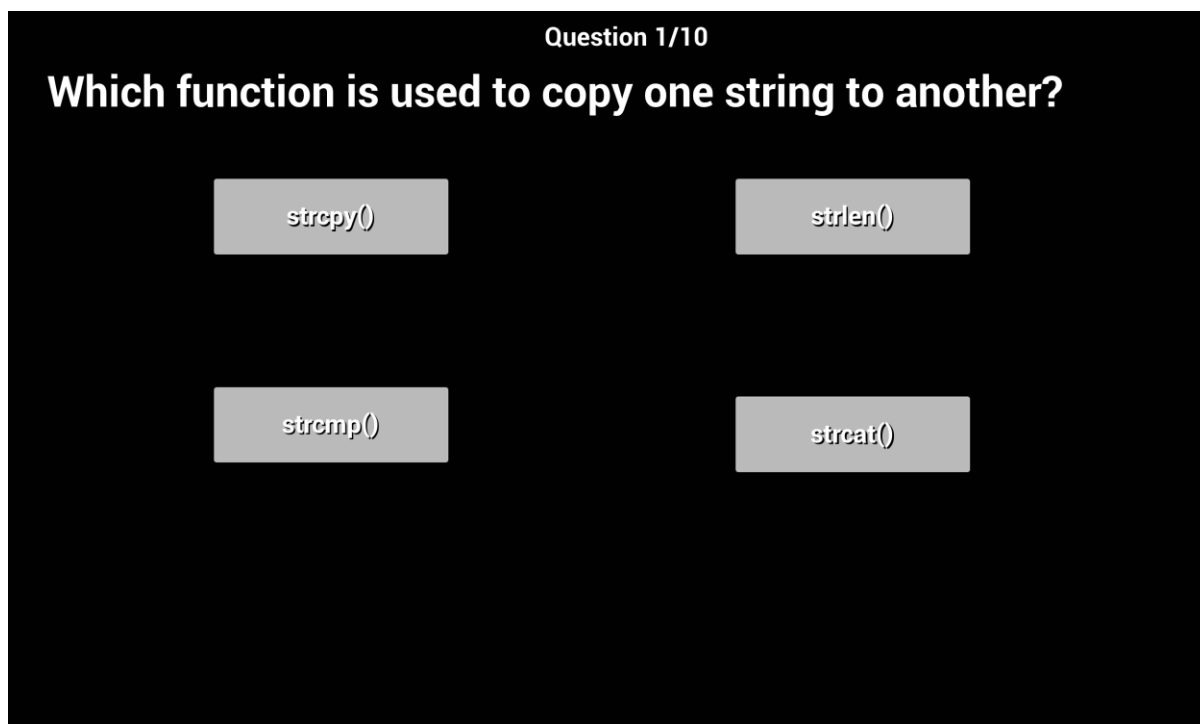 Question 1/10
Which function is used to copy one string to another?
strcpy()
strlen()
strcmp()
strcat()